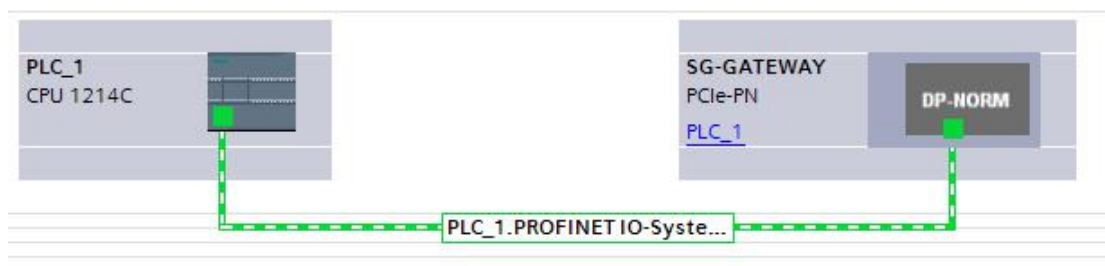 PLC_1
CPU 1214C
SG-GATEWAY
PCIe-PN
DP-NORM
PLC_1
PLC_1.PROFINET IO-Syste...